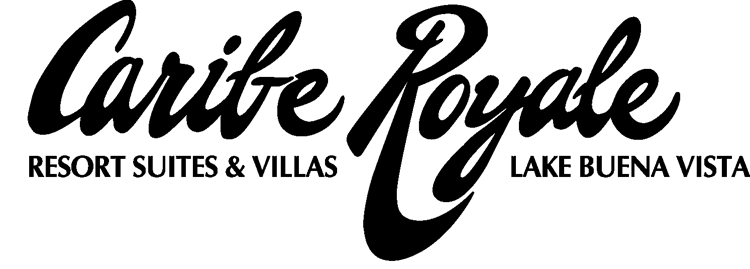 Caribe Royale
RESORT SUITES & VILLAS LAKE BUENA VISTA